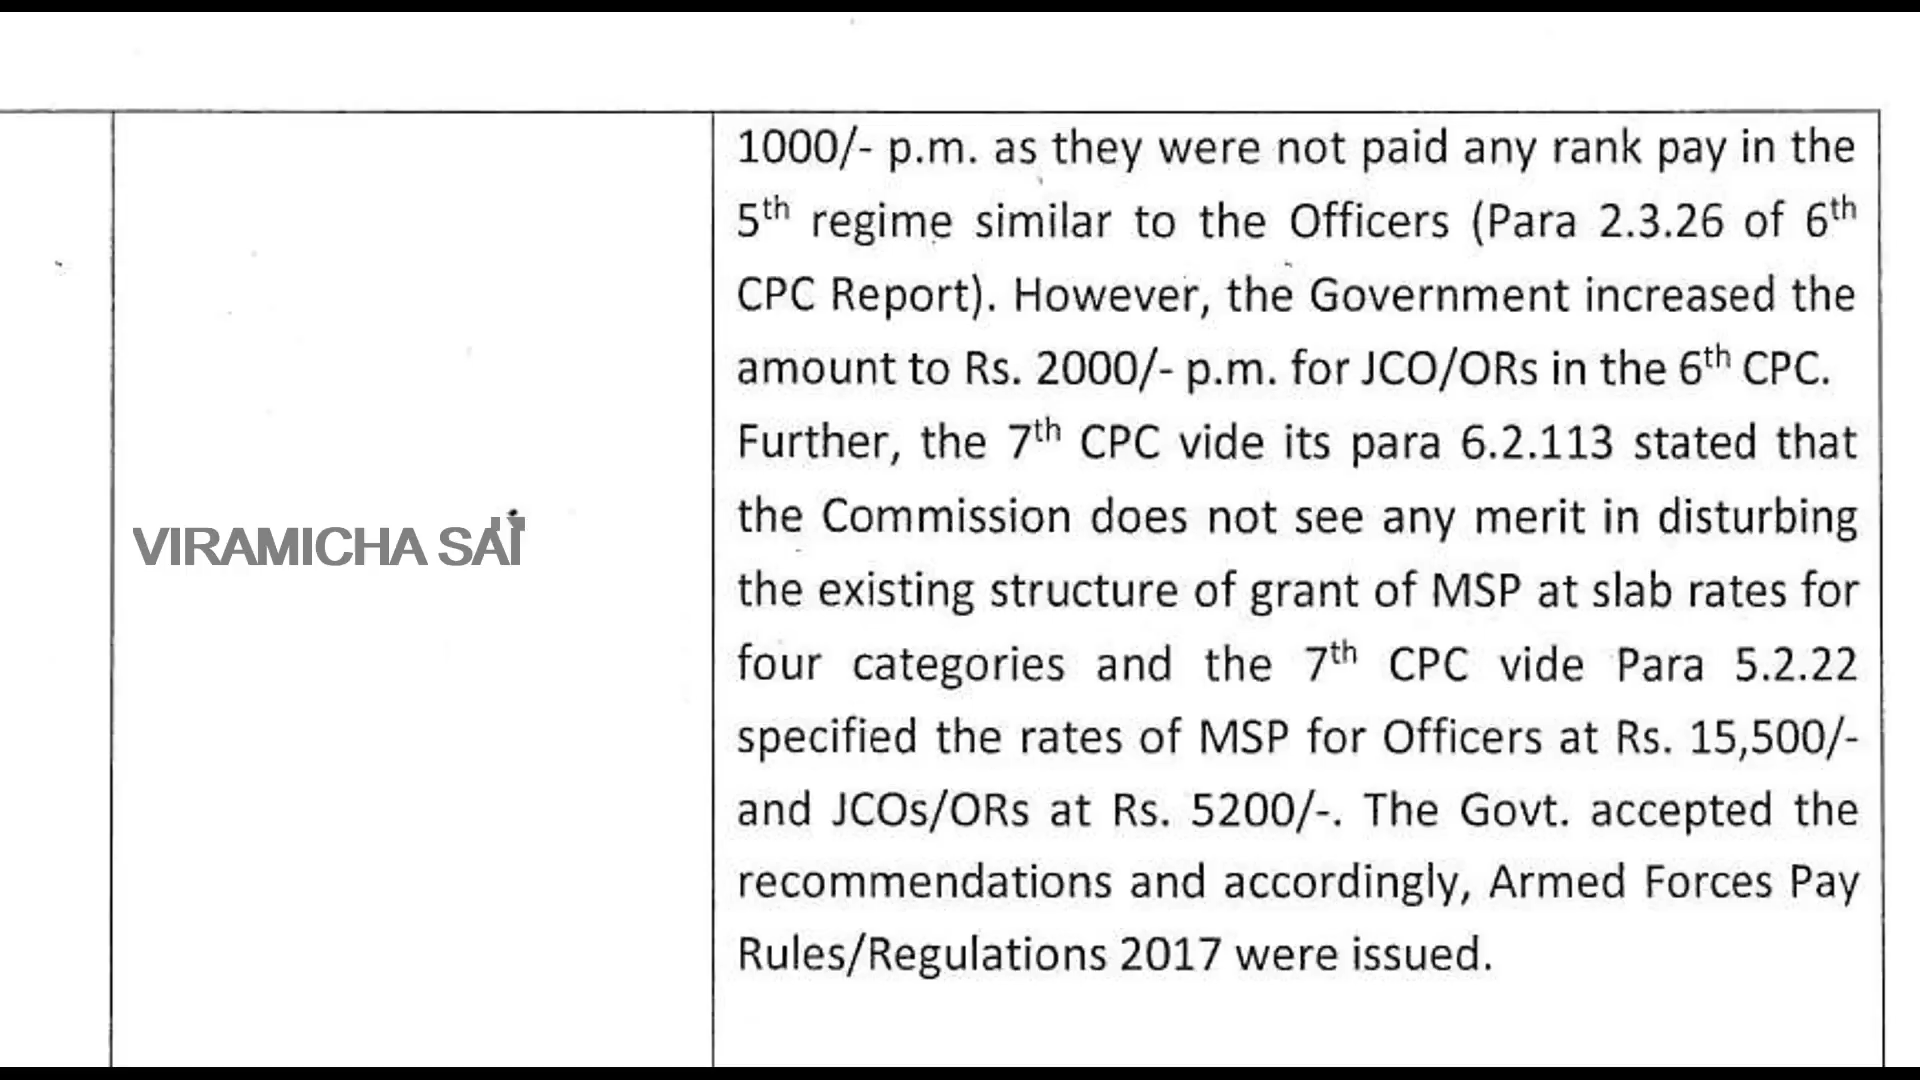 1000/- p.m. as they were not paid any rank pay in the
5th regime similar to the Officers (Para 2.3.26 of 6th
CPC Report). However, the Government increased the
amount to Rs. 2000/- p.m. for JCO/ORs in the 6th CPC.
Further, the 7th CPC vide its para 6.2.113 stated that
the Commission does not see any merit in disturbing
the existing structure of grant of MSP at slab rates for
four categories and the 7th CPC vide Para 5.2.22
specified the rates of MSP for Officers at Rs. 15,500/-
and JCOs/ORs at Rs. 5200/-. The Govt. accepted the
recommendations and accordingly, Armed Forces Pay
Rules/Regulations 2017 were issued.
VIRAMICHA SAI